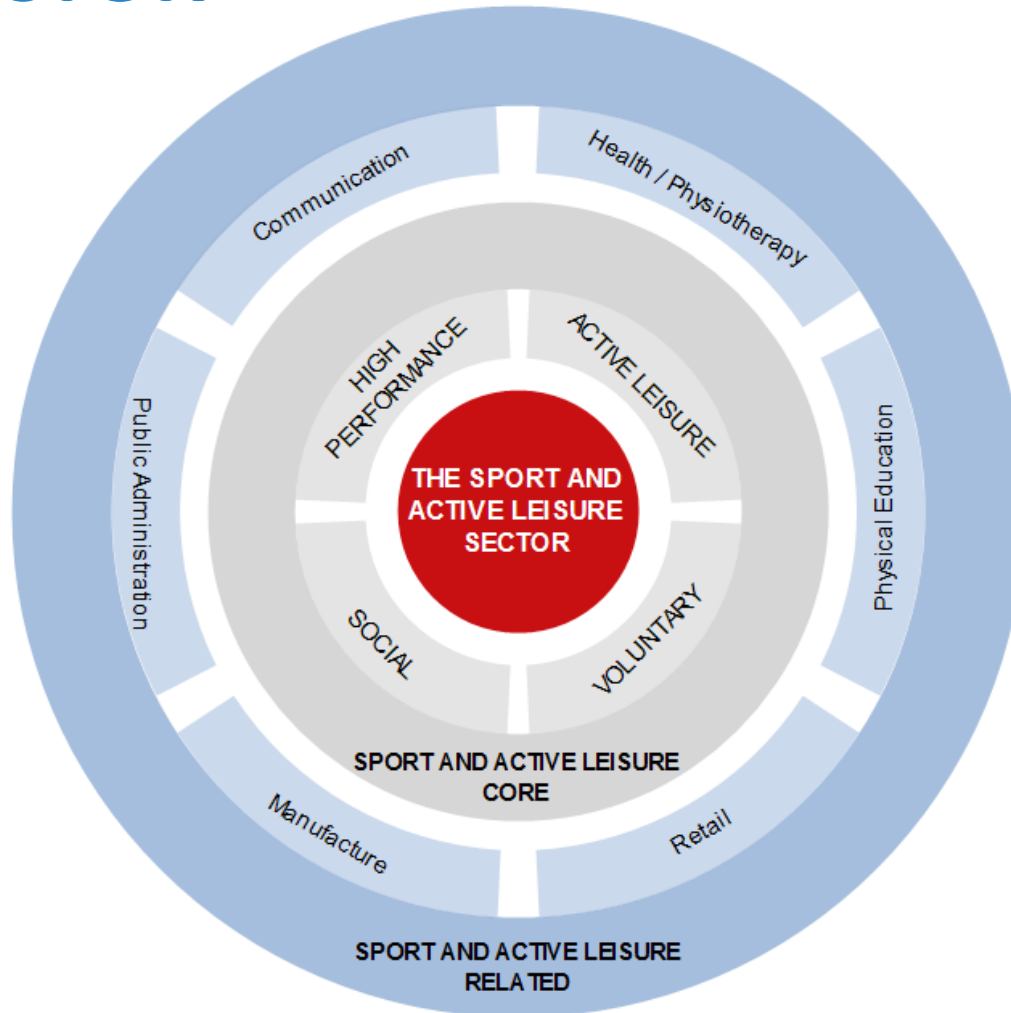 Communication
Health / Physiotherapy
HIGH
PERFORMANCE
ACTIVE LEISURE
Public Administration
Physical Education
THE SPORT AND
ACTIVE LEISURE
SECTOR
SOCIAL
VOLUNTARY
SPORT AND ACTIVE LEISURE
CORE
Manufacture
Retail
SPORT AND ACTIVE LEISURE
RELATED